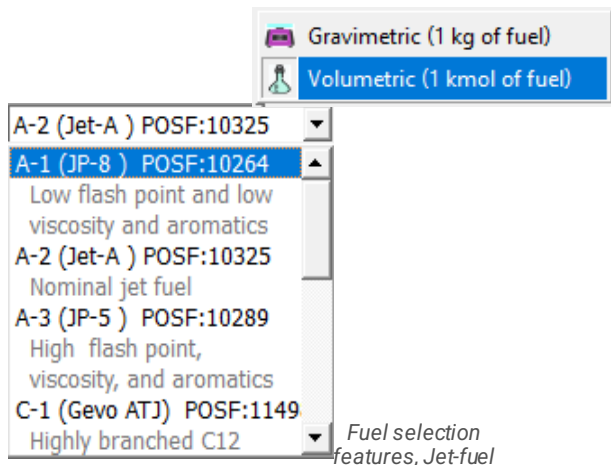 Gravimetric (1 kg of fuel)
Volumetric (1 kmol of fuel)
A-2 (Jet-A ) POSF:10325
A-1 (JP-8 ) POSF:10264
Low flash point and low
viscosity and aromatics
A-2 (Jet-A ) POSF:10325
Nominal jet fuel
A-3 (JP-5 ) POSF:10289
High flash point,
viscosity, and aromatics
C-1 (Gevo ATJ) POSF:1149
Highly branched C12
Fuel selection
features, Jet-fuel